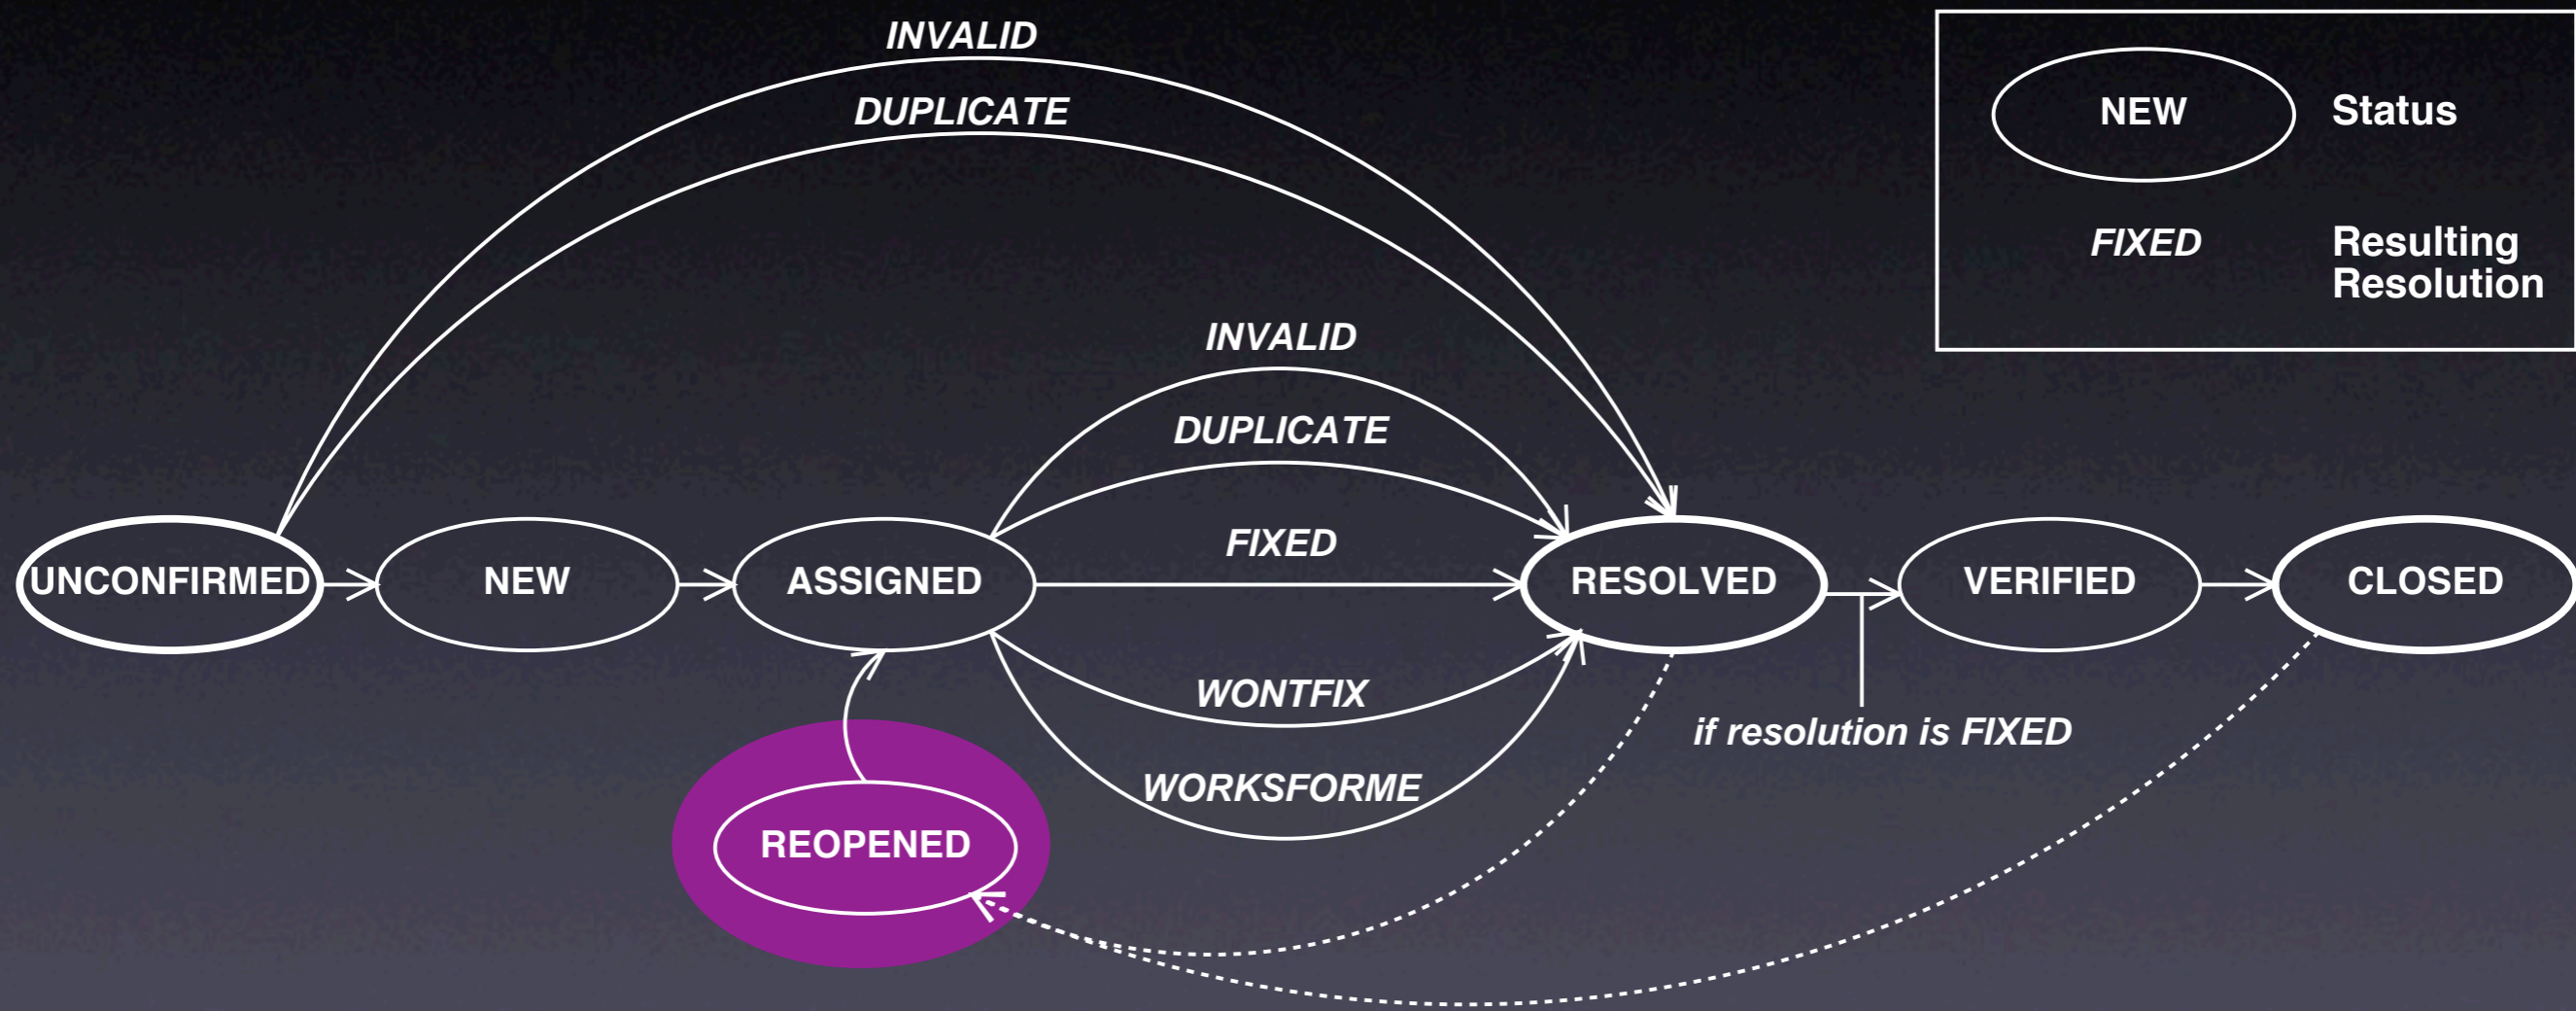 INVALID
DUPLICATE
NEW
Status
FIXED
Resulting
Resolution
INVALID
DUPLICATE
FIXED
UNCONFIRMED
NEW
ASSIGNED
RESOLVED
VERIFIED
CLOSED
WONTFIX
if resolution is FIXED
WORKSFORME
REOPENED